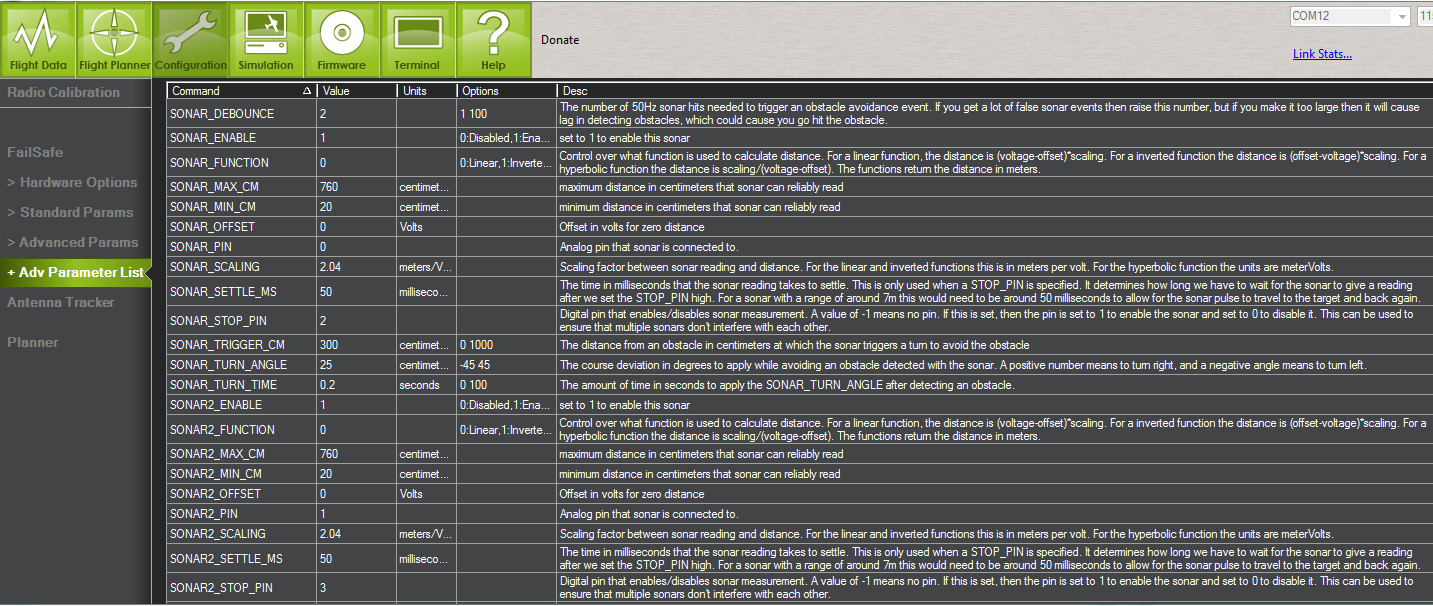 Flight Data Flight Planner Configuration Simulation Firmware Terminal Help Donate
COM12
Link Stats...
Radio Calibration
FailSafe
> Hardware Options
> Standard Params
> Advanced Params
+ Adv Parameter List
Antenna Tracker
Planner
Command Value Units Options Desc
SONAR_DEBOUNCE 2 1 100 The number of 50Hz sonar hits needed to trigger an obstacle avoidance event. If you get a lot of false sonar events then raise this number, but if you make it too large then it will cause
lag in detecting obstacles, which could cause you go hit the obstacle.
SONAR_ENABLE 1 0:Disabled,1:Ena... set to 1 to enable this sonar
SONAR_FUNCTION 0 0:Linear,1:Inverte... Control over what function is used to calculate distance. For a linear function, the distance is (voltage-offset)*scaling. For a inverted function the distance is (offset-voltage)*scaling. For a
hyperbolic function the distance is scaling/(voltage-offset). The functions return the distance in meters.
SONAR_MAX_CM 760 centimet... maximum distance in centimeters that sonar can reliably read
SONAR_MIN_CM 20 centimet... minimum distance in centimeters that sonar can reliably read
SONAR_OFFSET 0 Volts Offset in volts for zero distance
SONAR_PIN 0 Analog pin that sonar is connected to.
SONAR_SCALING 2.04 meters/V... Scaling factor between sonar reading and distance. For the linear and inverted functions this is in meters per volt. For the hyperbolic function the units are meterVolts.
SONAR_SETTLE_MS 50 milliseco... The time in milliseconds that the sonar reading takes to settle. This is only used when a STOP_PIN is specified. It determines how long we have to wait for the sonar to give a reading
after we set the STOP_PIN high. For a sonar with a range of around 7m this would need to be around 50 milliseconds to allow for the sonar pulse to travel to the target and back again.
SONAR_STOP_PIN 2 Digital pin that enables/disables sonar measurement. A value of -1 means no pin. If this is set, then the pin is set to 1 to enable the sonar and set to 0 to disable it. This can be used to
ensure that multiple sonars don't interfere with each other.
SONAR_TRIGGER_CM 300 centimet... 0 1000 The distance from an obstacle in centimeters at which the sonar triggers a turn to avoid the obstacle
SONAR_TURN_ANGLE 25 centimet... -45 45 The course deviation in degrees to apply while avoiding an obstacle detected with the sonar. A positive number means to turn right, and a negative angle means to turn left.
SONAR_TURN_TIME 0.2 seconds 0 100 The amount of time in seconds to apply the SONAR_TURN_ANGLE after detecting an obstacle.
SONAR2_ENABLE 1 0:Disabled,1:Ena... set to 1 to enable this sonar
SONAR2_FUNCTION 0 0:Linear,1:Inverte... Control over what function is used to calculate distance. For a linear function, the distance is (voltage-offset)*scaling. For a inverted function the distance is (offset-voltage)*scaling. For a
hyperbolic function the distance is scaling/(voltage-offset). The functions return the distance in meters.
SONAR2_MAX_CM 760 centimet... maximum distance in centimeters that sonar can reliably read
SONAR2_MIN_CM 20 centimet... minimum distance in centimeters that sonar can reliably read
SONAR2_OFFSET 0 Volts Offset in volts for zero distance
SONAR2_PIN 1 Analog pin that sonar is connected to.
SONAR2_SCALING 2.04 meters/V... Scaling factor between sonar reading and distance. For the linear and inverted functions this is in meters per volt. For the hyperbolic function the units are meterVolts.
SONAR2_SETTLE_MS 50 milliseco... The time in milliseconds that the sonar reading takes to settle. This is only used when a STOP_PIN is specified. It determines how long we have to wait for the sonar to give a reading
after we set the STOP_PIN high. For a sonar with a range of around 7m this would need to be around 50 milliseconds to allow for the sonar pulse to travel to the target and back again.
SONAR2_STOP_PIN 3 Digital pin that enables/disables sonar measurement. A value of -1 means no pin. If this is set, then the pin is set to 1 to enable the sonar and set to 0 to disable it. This can be used to
ensure that multiple sonars don't interfere with each other.